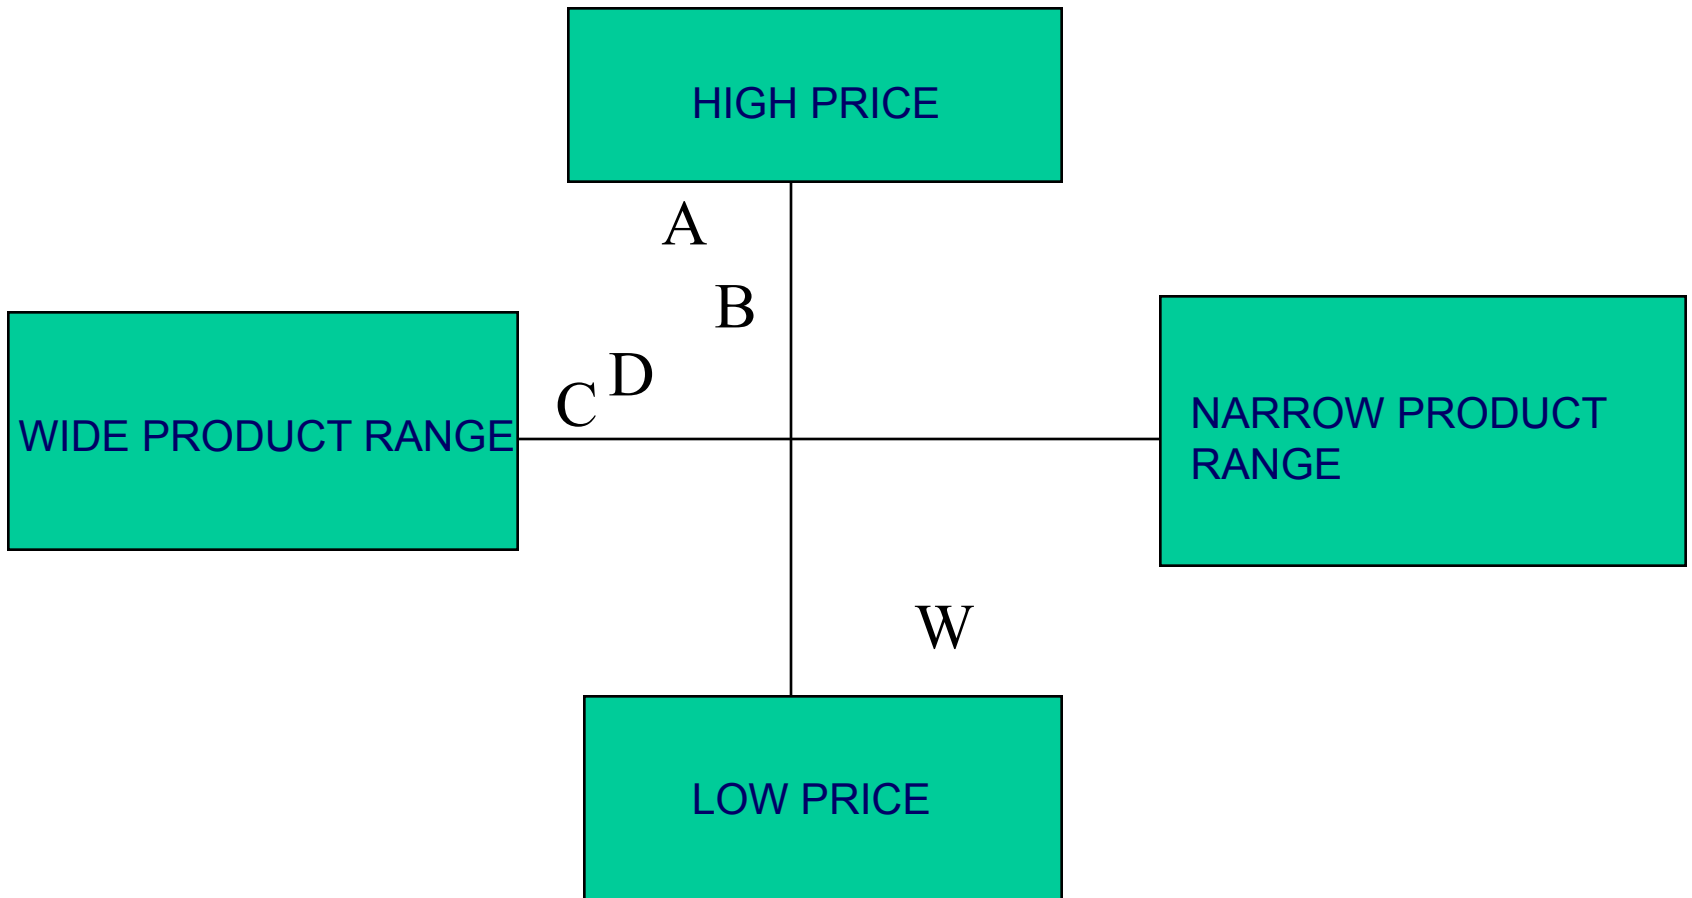 HIGH PRICE
A
B
D
C
WIDE PRODUCT RANGE
NARROW PRODUCT
RANGE
W
LOW PRICE